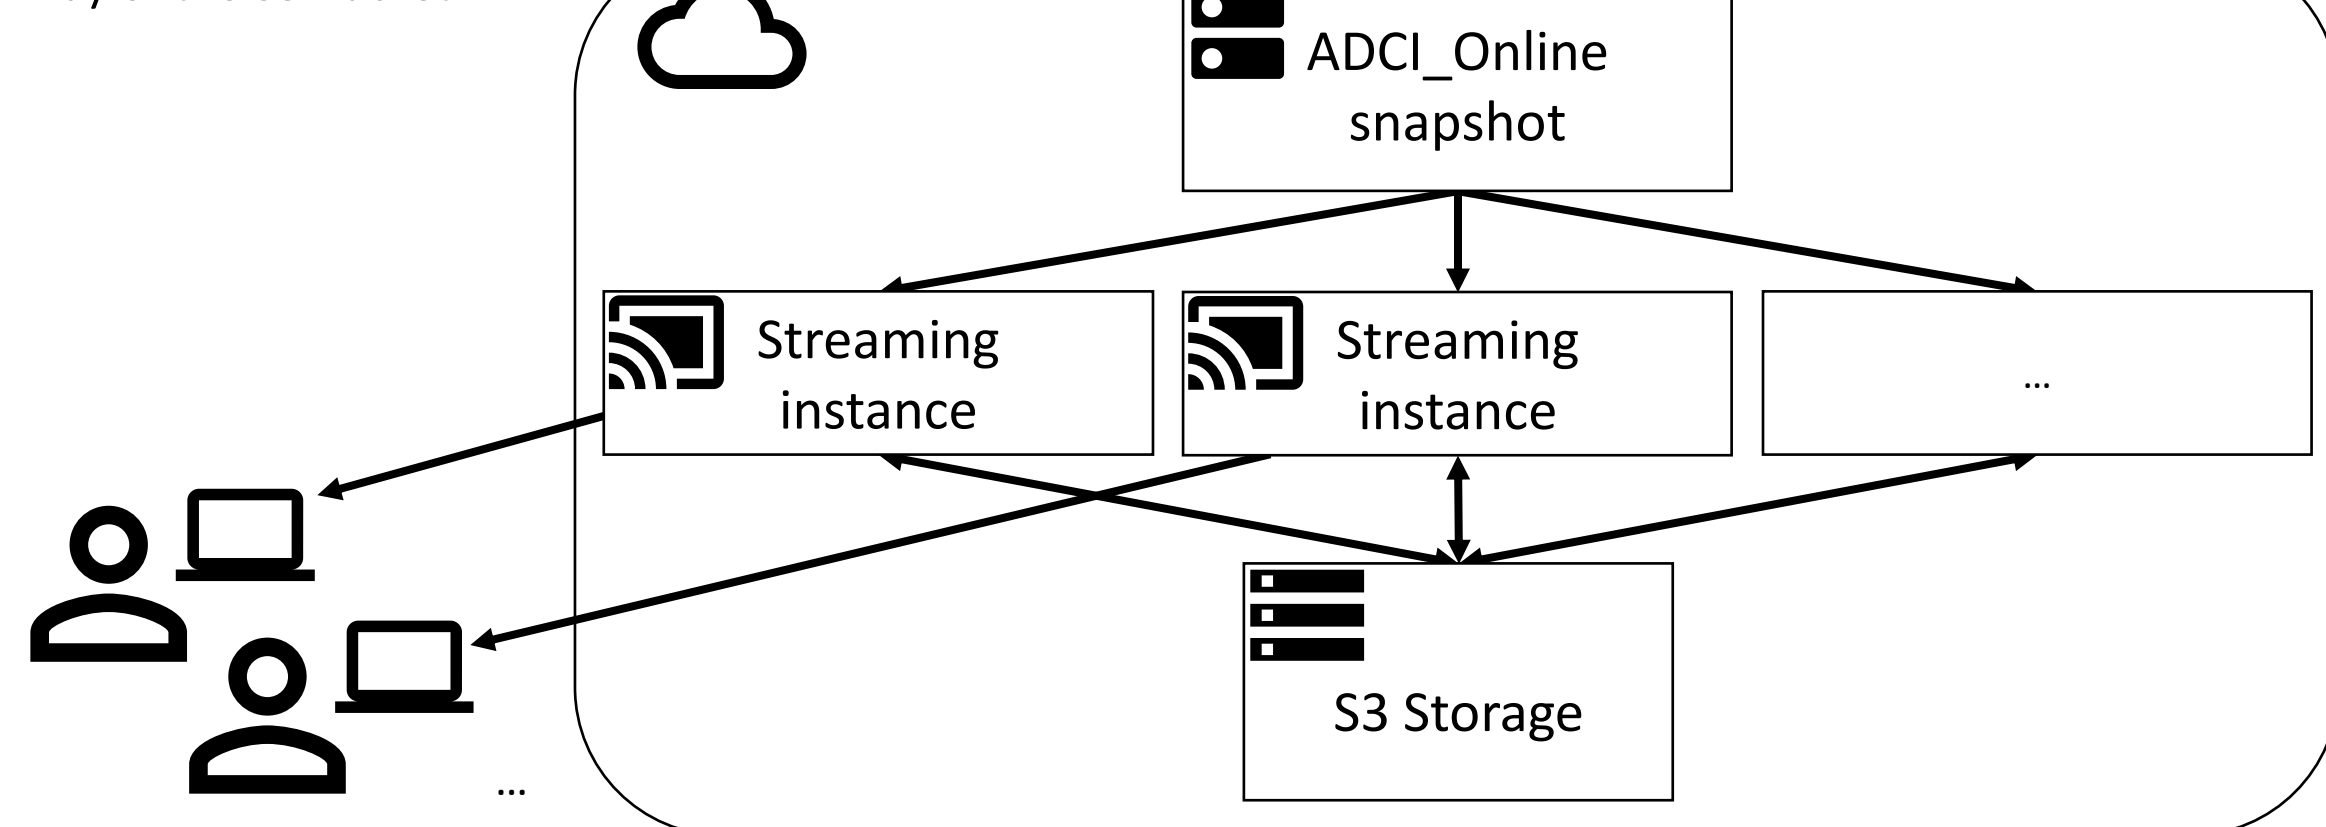 ADCI_Online
snapshot
Streaming
instance
Streaming
instance
...
S3 Storage
...